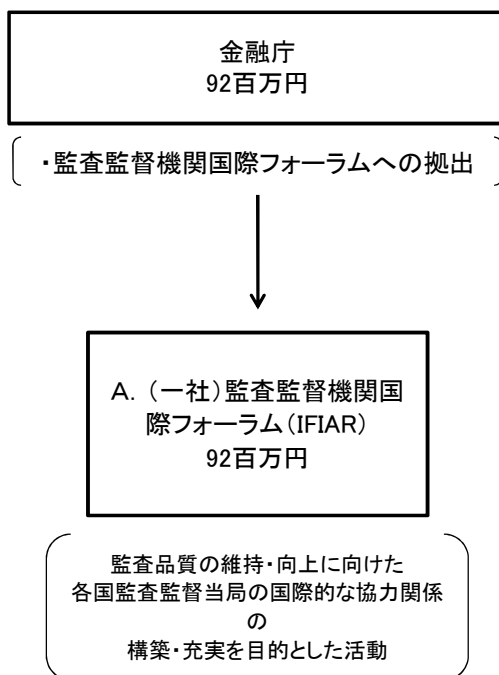 金融庁
92百万円
・監査監督機関国際フォーラムへの拠出
A. (一社)監査監督機関国
際フォーラム(IFIAR)
92百万円
監査品質の維持・向上に向けた
各国監査監督当局の国際的な協力関係
の
構築・充実を目的とした活動